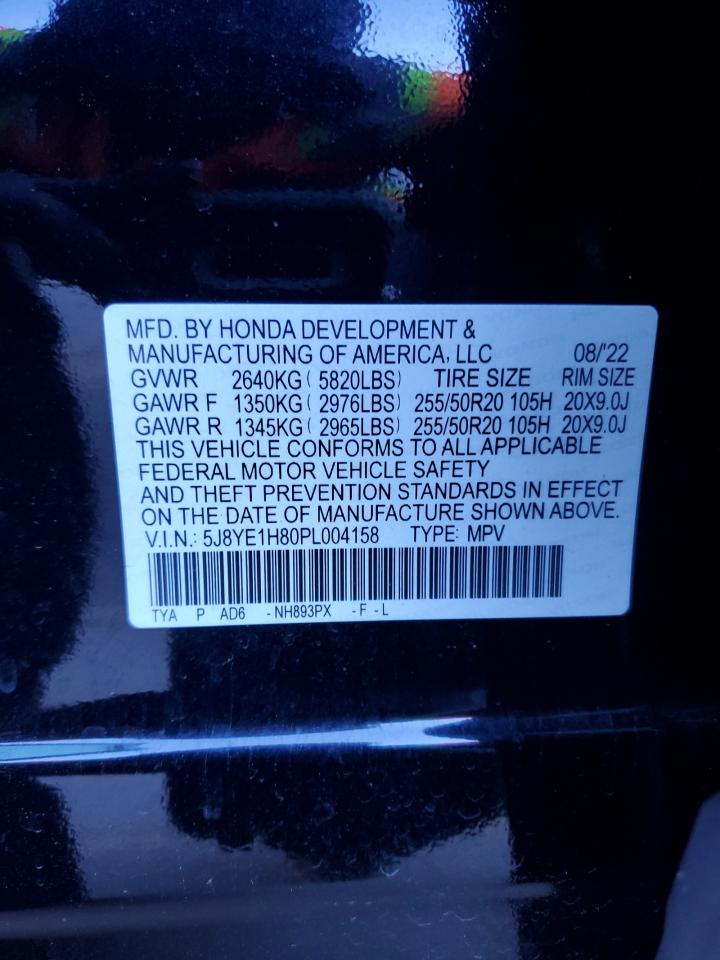 MFD. BY HONDA DEVELOPMENT &
MANUFACTURING OF AMERICA, LLC 08/'22
GVWR 2640KG ( 5820LBS) TIRE SIZE RIM SIZE
GAWR F 1350KG ( 2976LBS) 255/50R20 105H 20X9.0J
GAWR R 1345KG ( 2965LBS) 255/50R20 105H 20X9.0J
THIS VEHICLE CONFORMS TO ALL APPLICABLE
FEDERAL MOTOR VEHICLE SAFETY
AND THEFT PREVENTION STANDARDS IN EFFECT
ON THE DATE OF MANUFACTURE SHOWN ABOVE.
V.I.N.: 5J8YE1H80PL004158 TYPE: MPV
TYA P AD6 -NH893PX -F-L